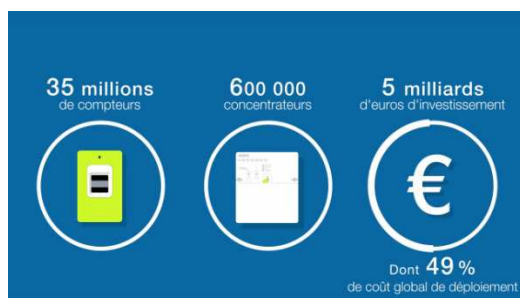 35 millions
de compteurs
600 000
concentrateurs
5 milliards
d'euros d'investissement
€
Dont 49 %
de coût global de déploiement